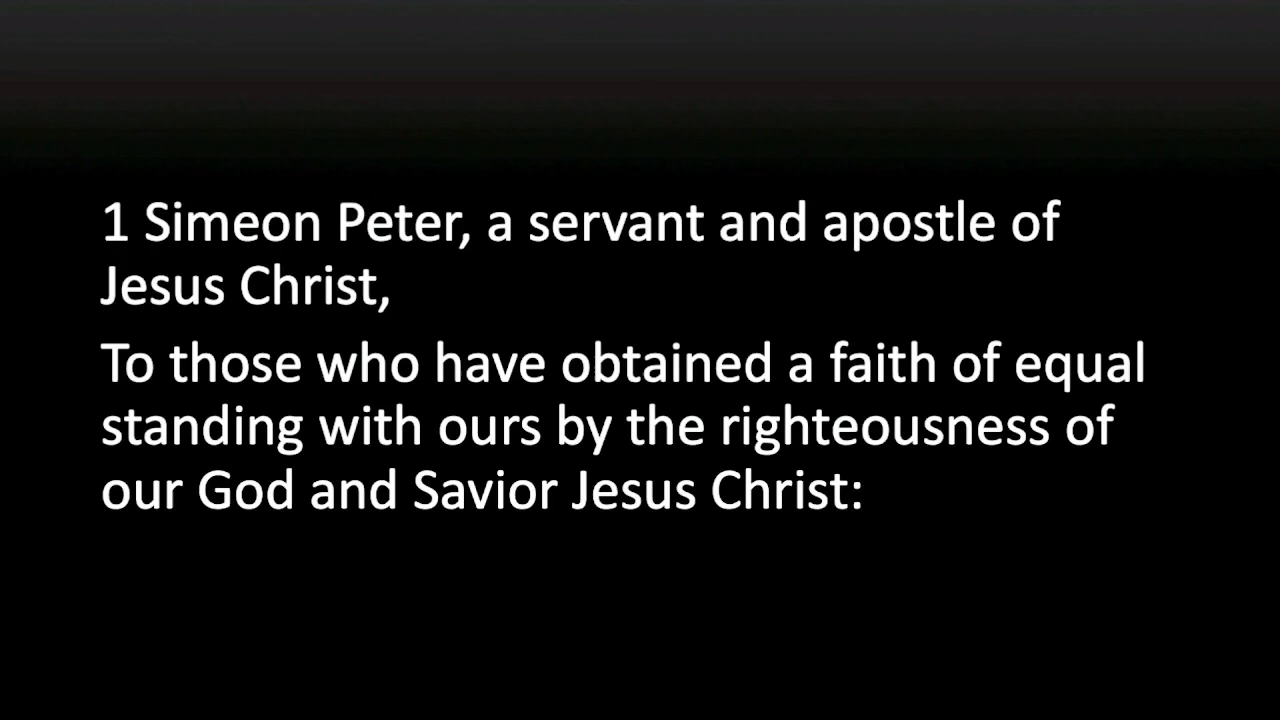 1 Simeon Peter, a servant and apostle of
Jesus Christ,
To those who have obtained a faith of equal
standing with ours by the righteousness of
our God and Savior Jesus Christ: